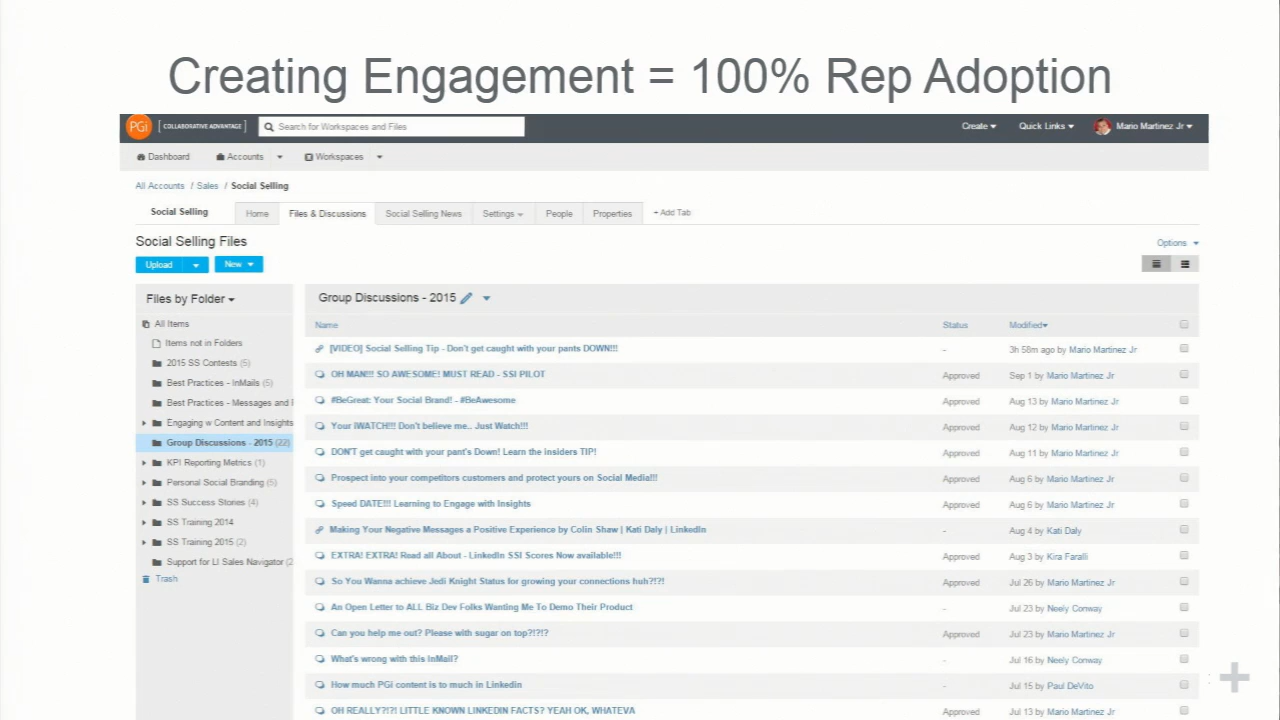 Creating Engagement = 100% Rep Adoption
PGi [ COLLABORATIVE ADVANTAGE ] Search for Workspaces and Files Create Quick Links Mario Martinez Jr
Dashboard Accounts Workspaces
All Accounts / Sales / Social Selling
Social Selling Home Files & Discussions Social Selling News Settings People Properties + Add Tab
Social Selling Files
Options
Upload New
Files by Folder
All Items
Items not in Folders
2015 SS Contests (5)
Best Practices - InMails (5)
Best Practices - Messages and
Engaging w Content and Insights
Group Discussions - 2015 (22)
KPI Reporting Metrics (1)
Personal Social Branding (5)
SS Success Stories (4)
SS Training 2014
SS Training 2015 (2)
Support for LI Sales Navigator (2
Trash
Group Discussions - 2015
Name Status Modified
[VIDEO] Social Selling Tip - Don't get caught with your pants DOWN!!! - 3h 58m ago by Mario Martinez Jr
OH MAN!!! SO AWESOME! MUST READ - SSI PILOT Approved Sep 1 by Mario Martinez Jr
#BeGreat: Your Social Brand! - #BeAwesome Approved Aug 13 by Mario Martinez Jr
Your iWATCH!!! Don't believe me.. Just Watch!!! Approved Aug 12 by Mario Martinez Jr
DON'T get caught with your pant's Down! Learn the insiders TIP! Approved Aug 11 by Mario Martinez Jr
Prospect into your competitors customers and protect yours on Social Media!!! Approved Aug 6 by Mario Martinez Jr
Speed DATE!!! Learning to Engage with Insights Approved Aug 6 by Mario Martinez Jr
Making Your Negative Messages a Positive Experience by Colin Shaw | Kati Daly | LinkedIn - Aug 4 by Kati Daly
EXTRA! EXTRA! Read all About - LinkedIN SSI Scores Now available!!! Approved Aug 3 by Kira Faralli
So You Wanna achieve Jedi Knight Status for growing your connections huh?!?! Approved Jul 26 by Mario Martinez Jr
An Open Letter to ALL Biz Dev Folks Wanting Me To Demo Their Product - Jul 23 by Neely Conway
Can you help me out? Please with sugar on top?!?!? Approved Jul 23 by Mario Martinez Jr
What's wrong with this InMail? - Jul 16 by Neely Conway
How much PGi content is to much in Linkedin - Jul 15 by Paul DeVito
OH REALLY?!?! LITTLE KNOWN LINKEDIN FACTS? YEAH OK, WHATEVA Approved Jul 13 by Mario Martinez Jr